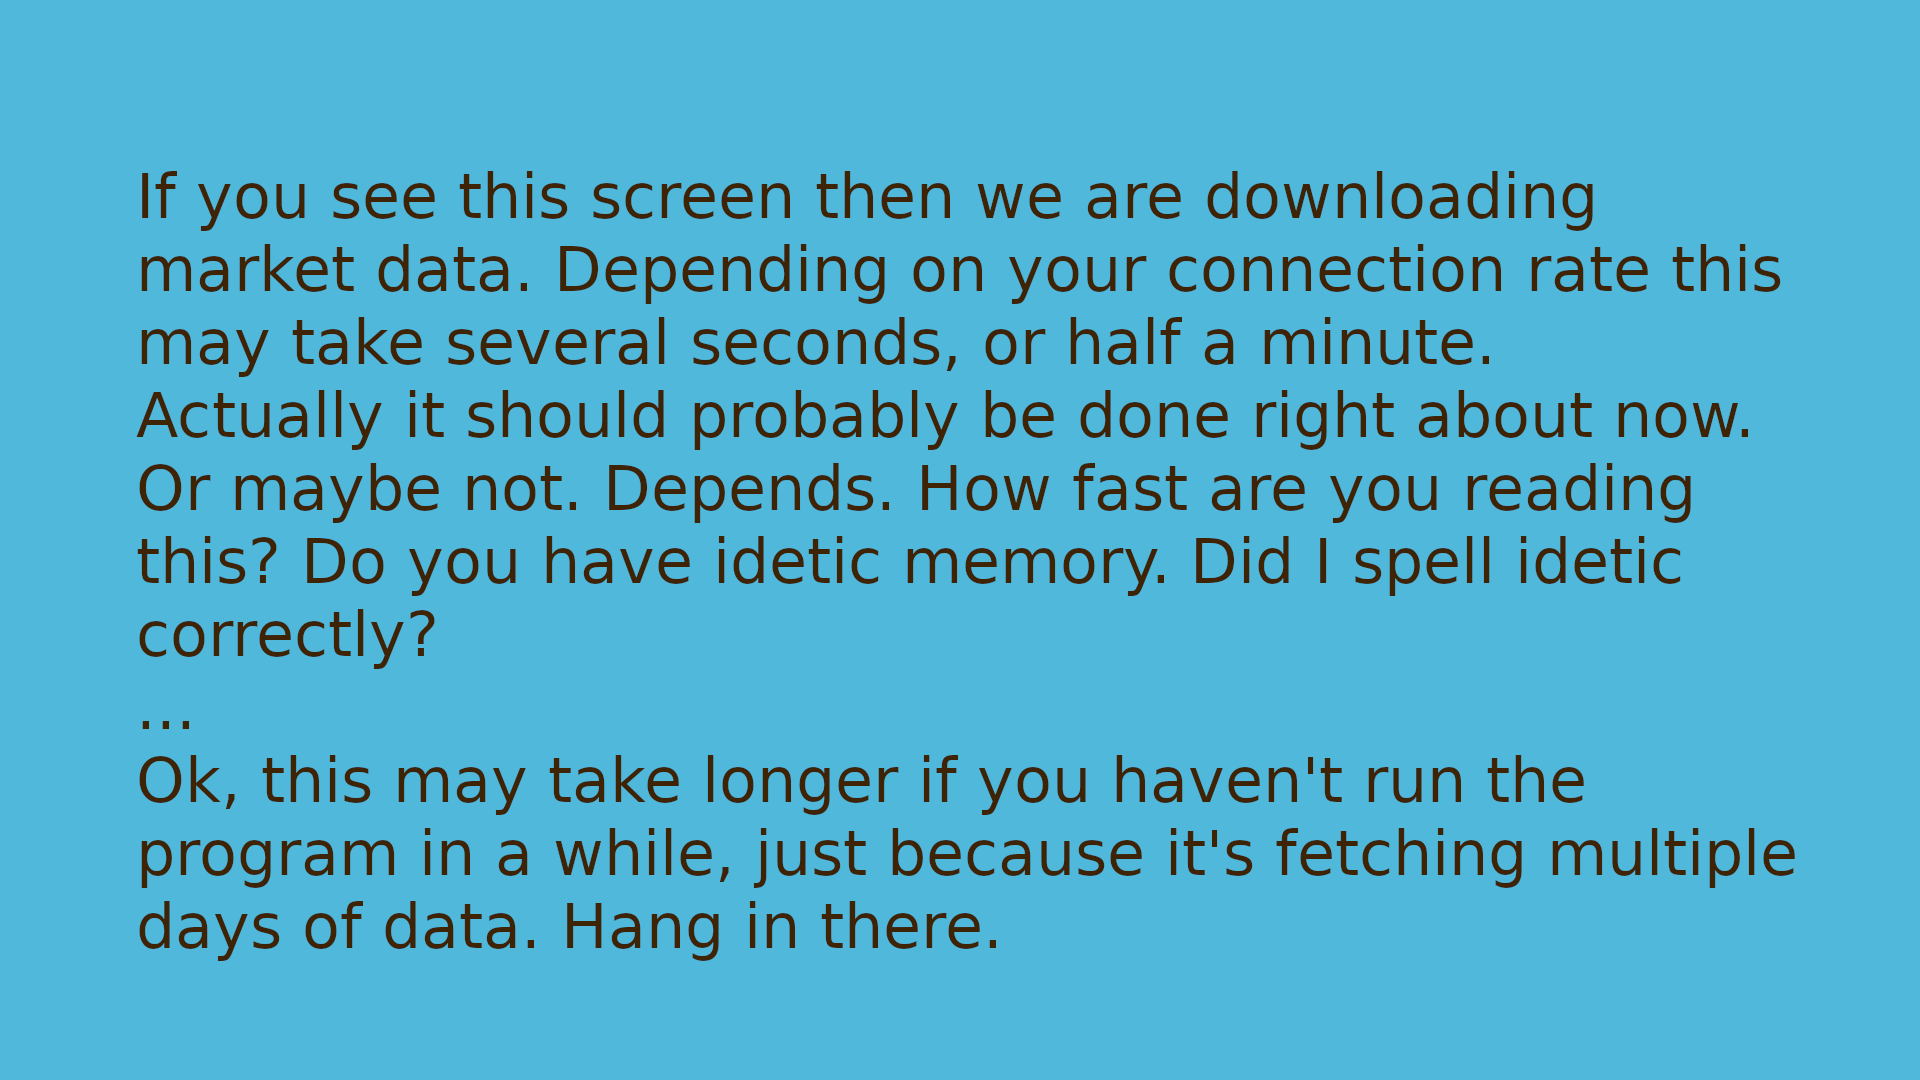 If you see this screen then we are downloading
market data. Depending on your connection rate this
may take several seconds, or half a minute.
Actually it should probably be done right about now.
Or maybe not. Depends. How fast are you reading
this? Do you have idetic memory. Did I spell idetic
correctly?
...
Ok, this may take longer if you haven't run the
program in a while, just because it's fetching multiple
days of data. Hang in there.